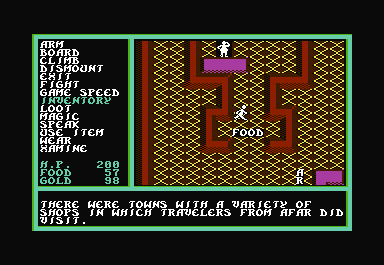 ARM
BOARD
CLIMB
DISMOUNT
EXIT
FIGHT
GAME SPEED
INVENTORY
LOOT
MAGIC
SPEAK
USE ITEM
WEAR
XAMINE
H.P. 200
FOOD 57
GOLD 98
FOOD
A
R
THERE WERE TOWNS WITH A VARIETY OF
SHOPS IN WHICH TRAVELERS FROM AFAR DID
VISIT.